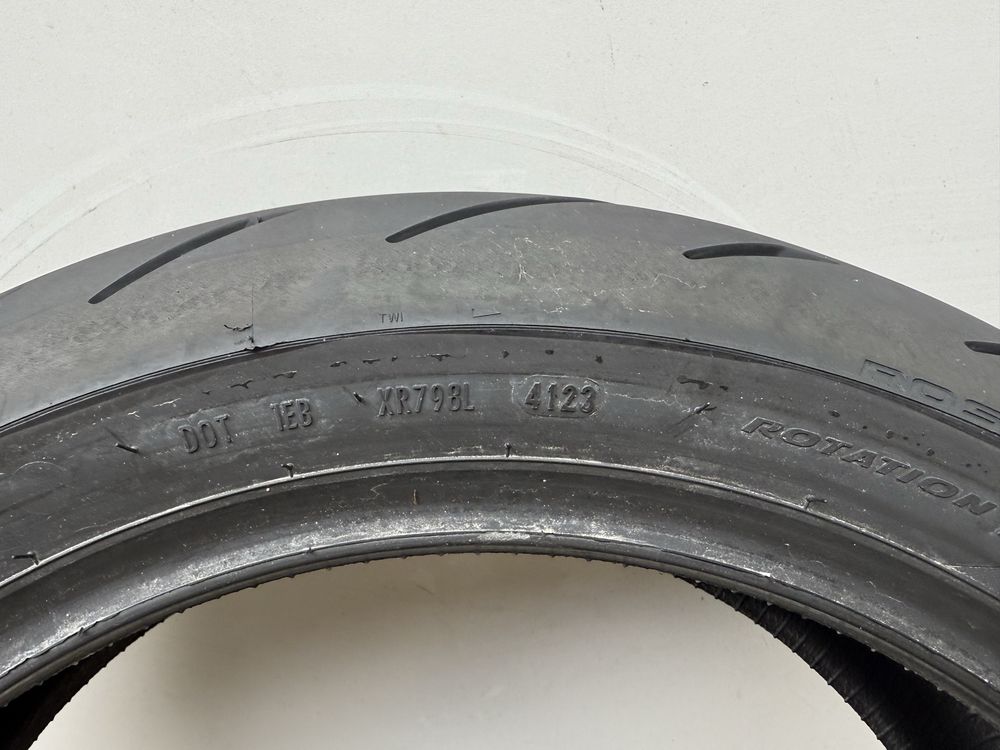 TWI
DOT 1EB XR798L 4123
ROTATION